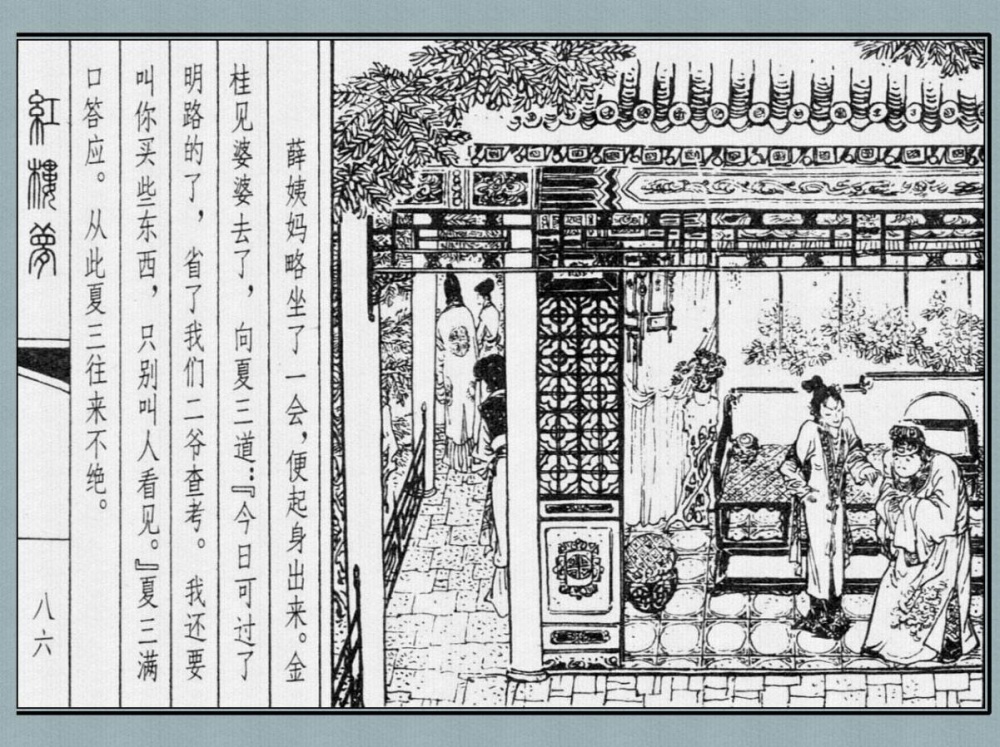 薛姨妈略坐了一会，便起身出来。金
桂见婆婆去了，向夏三道：『今日可过了
明路的了，省了我们二爷查考。我还要
叫你买些东西，只别叫人看见。』夏三满
口答应。从此夏三往来不绝。
紅樓夢
八六